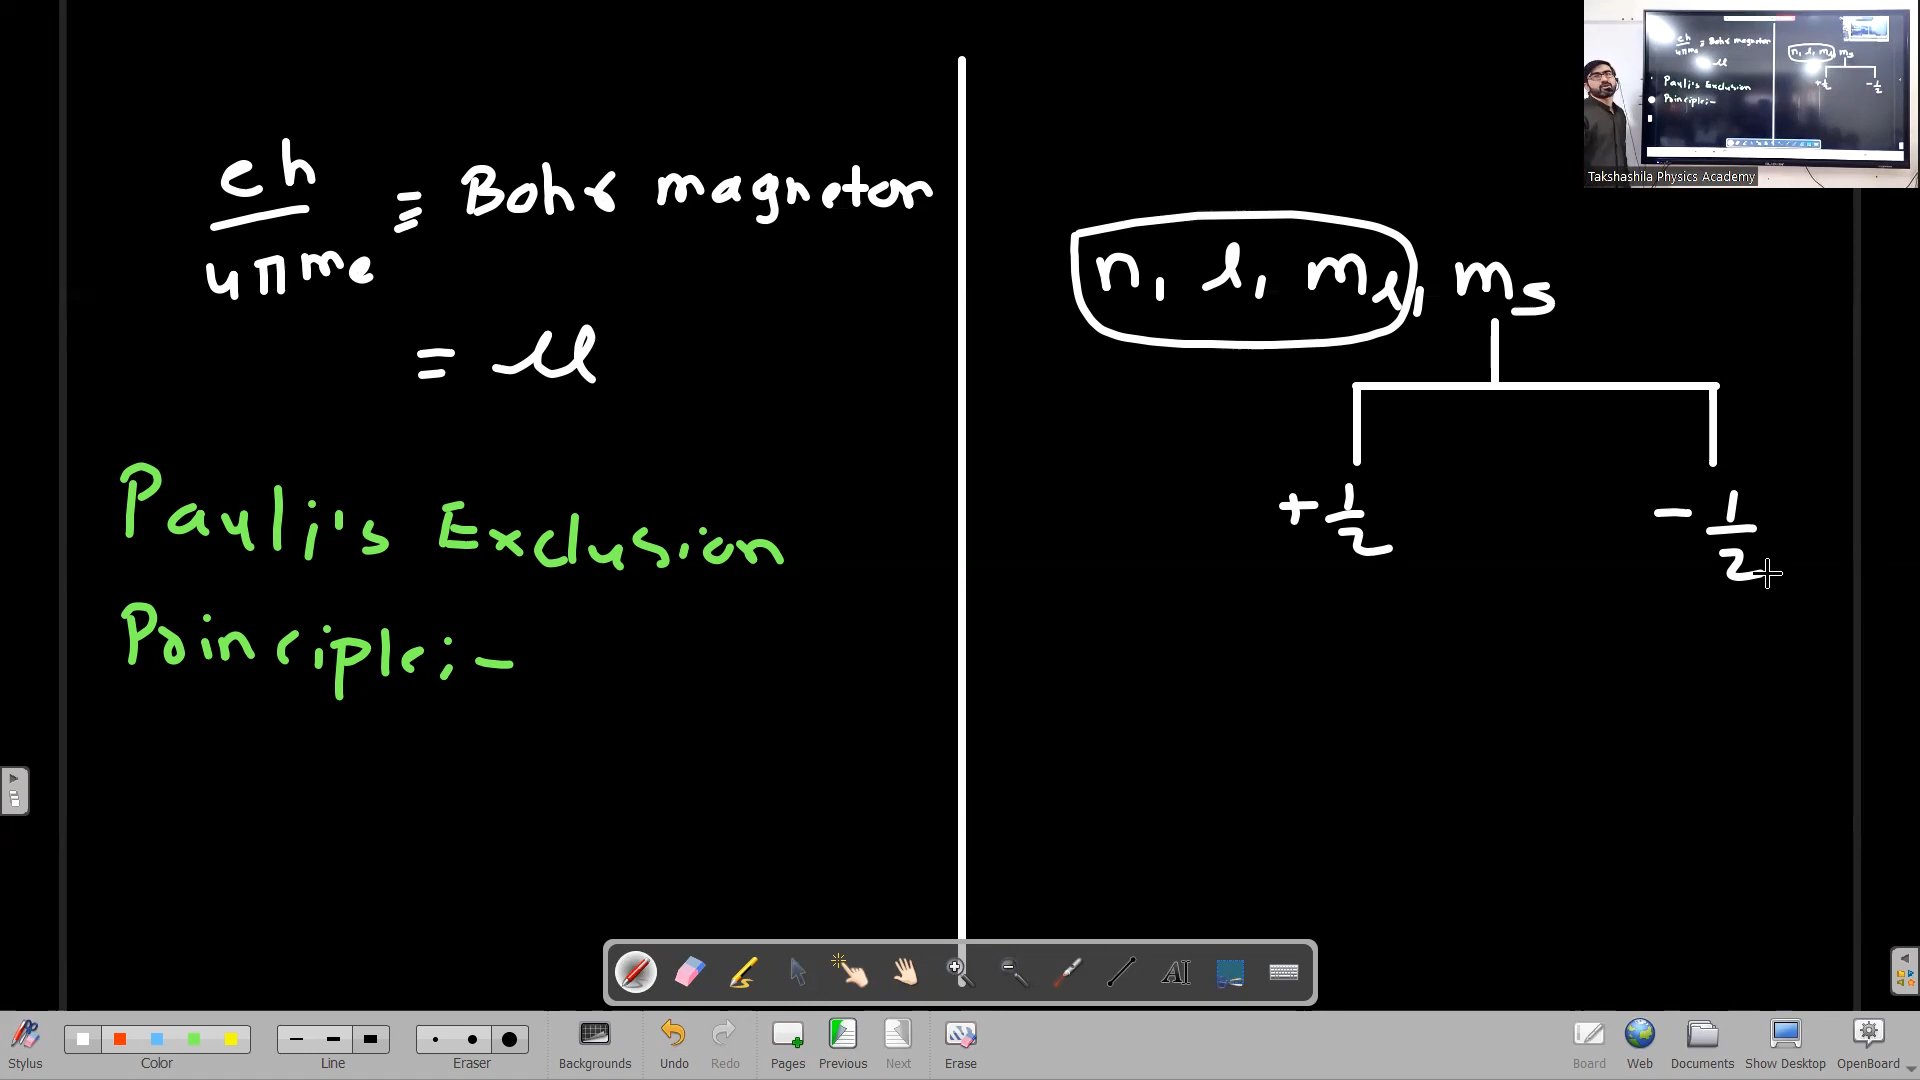 eh
4πme
≡ Bohr magneton
= μ
Pauli's Exclusion
Principle:-
n, l, ml, ms
+1/2
-1/2
Takshashila Physics Academy
Stylus
Color
Line
Eraser
Backgrounds
Undo
Redo
Pages
Previous
Next
Erase
Board
Web
Documents
Show Desktop
OpenBoard